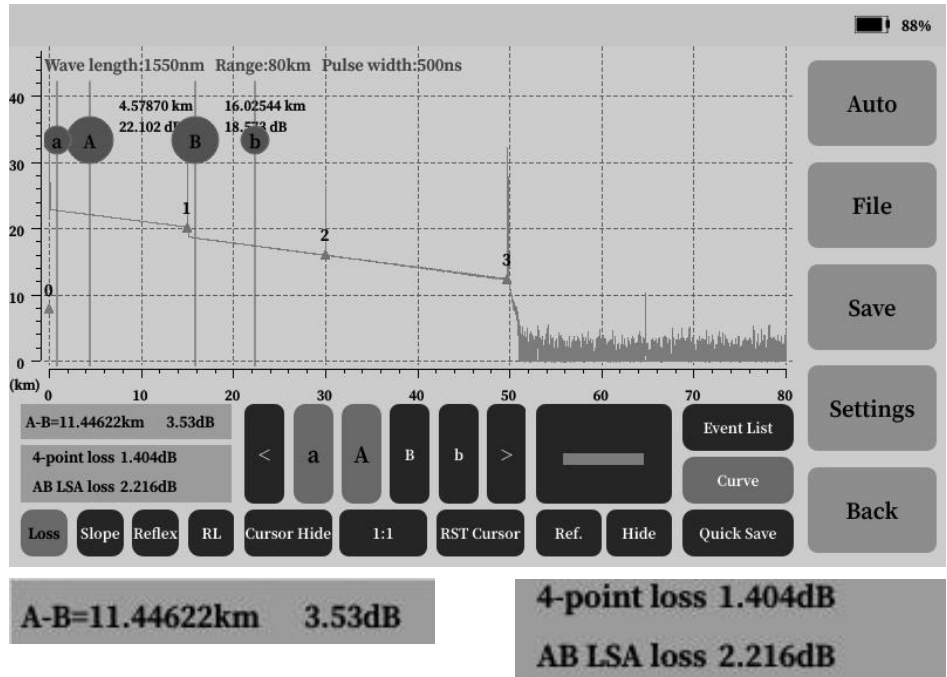 88%
Wave length:1550nm Range:80km Pulse width:500ns
4.57870 km 16.02544 km
22.102 dB 18.573 dB
a A B b
40
30
20
10
0
0
1
2
3
(km)
0 10 20 30 40 50 60 70 80
Auto
File
Save
Settings
Back
A-B=11.44622km 3.53dB
4-point loss 1.404dB
AB LSA loss 2.216dB
< a A B b >
Event List
Curve
Loss Slope Reflex RL Cursor Hide 1:1 RST Cursor Ref. Hide Quick Save
A-B=11.44622km 3.53dB
4-point loss 1.404dB
AB LSA loss 2.216dB